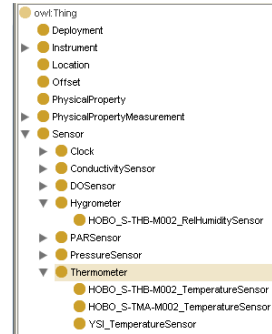 owl:Thing
Deployment
Instrument
Location
Offset
PhysicalProperty
PhysicalPropertyMeasurement
Sensor
Clock
ConductivitySensor
DOSensor
Hygrometer
HOBO_S-THB-M002_RelHumiditySensor
PARSensor
PressureSensor
Thermometer
HOBO_S-THB-M002_TemperatureSensor
HOBO_S-TMA-M002_TemperatureSensor
YSI_TemperatureSensor